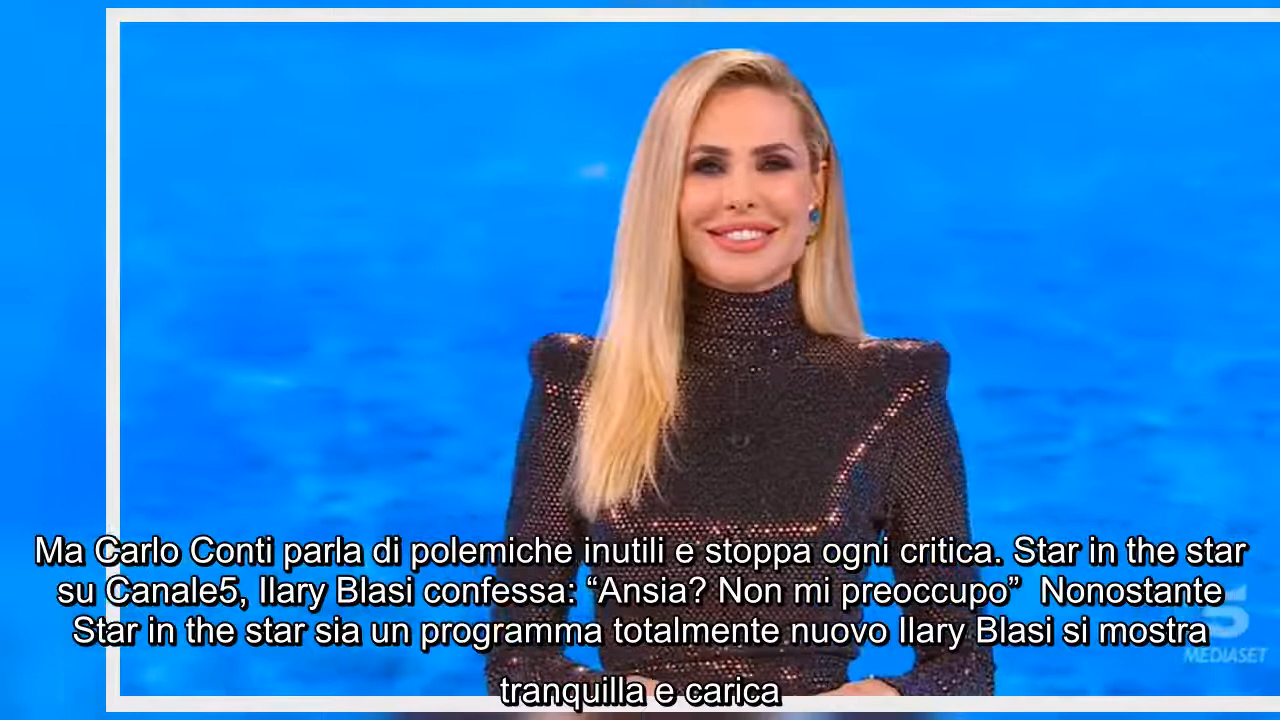 Ma Carlo Conti parla di polemiche inutili e stoppa ogni critica. Star in the star
su Canale5, Ilary Blasi confessa: “Ansia? Non mi preoccupo”  Nonostante
Star in the star sia un programma totalmente nuovo Ilary Blasi si mostra
tranquilla e carica
5
MEDIASET